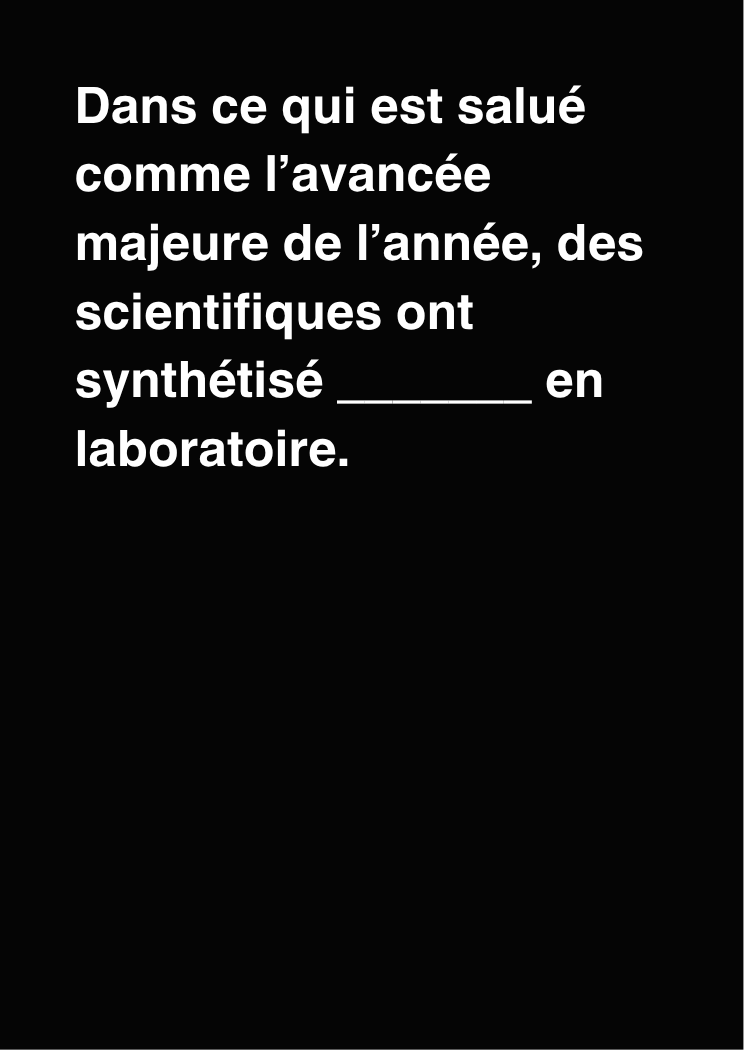 Dans ce qui est salué
comme l’avancée
majeure de l’année, des
scientifiques ont
synthétisé _______ en
laboratoire.